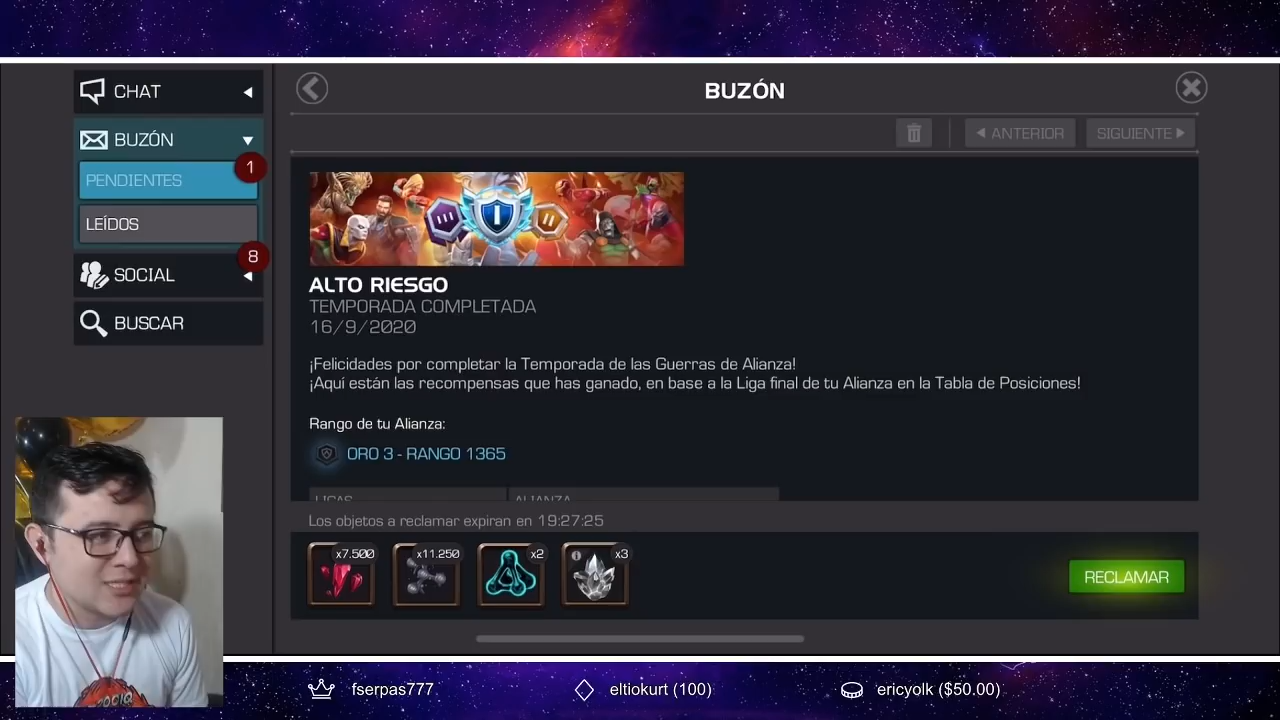 CHAT
BUZÓN
1
PENDIENTES
LEÍDOS
8
SOCIAL
BUSCAR
BUZÓN
ANTERIOR
SIGUIENTE
ALTO RIESGO
TEMPORADA COMPLETADA
16/9/2020
¡Felicidades por completar la Temporada de las Guerras de Alianza!
¡Aquí están las recompensas que has ganado, en base a la Liga final de tu Alianza en la Tabla de Posiciones!
Rango de tu Alianza:
ORO 3 - RANGO 1365
LIGAS ALIANZA
Los objetos a reclamar expiran en 19:27:25
x7.500 x11.250 x2 x3
RECLAMAR
fserpas777 eltiokurt (100) ericyolk ($50.00)